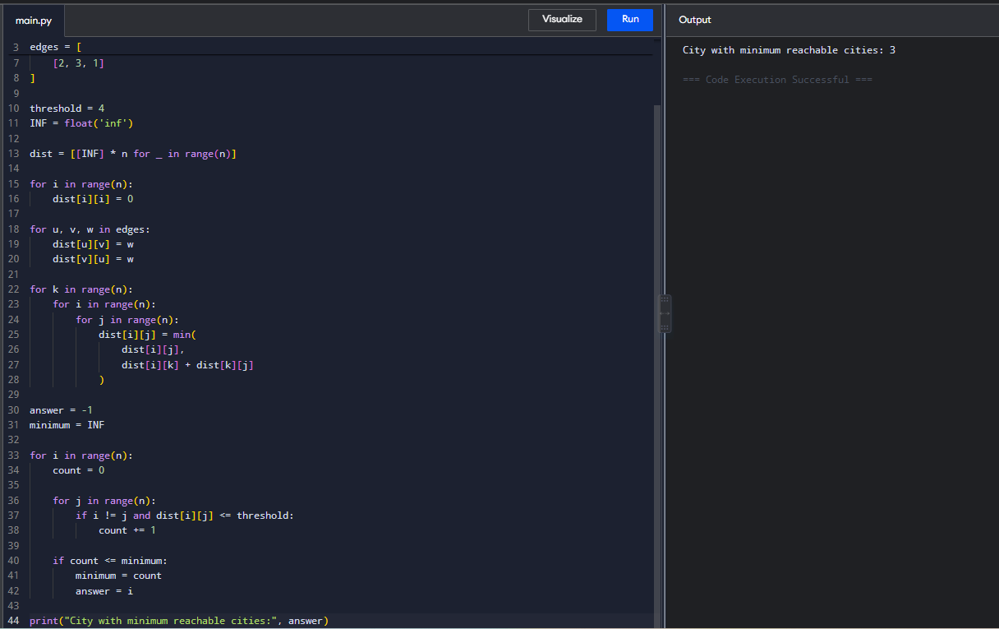 main.py
Visualize
Run
Output
3 edges = [
7     [2, 3, 1]
8 ]
9
10 threshold = 4
11 INF = float('inf')
12
13 dist = [[INF] * n for _ in range(n)]
14
15 for i in range(n):
16     dist[i][i] = 0
17
18 for u, v, w in edges:
19     dist[u][v] = w
20     dist[v][u] = w
21
22 for k in range(n):
23     for i in range(n):
24         for j in range(n):
25             dist[i][j] = min(
26                 dist[i][j],
27                 dist[i][k] + dist[k][j]
28             )
29
30 answer = -1
31 minimum = INF
32
33 for i in range(n):
34     count = 0
35
36     for j in range(n):
37         if i != j and dist[i][j] <= threshold:
38             count += 1
39
40     if count <= minimum:
41         minimum = count
42         answer = i
43
44 print("City with minimum reachable cities:", answer)
City with minimum reachable cities: 3
=== Code Execution Successful ===